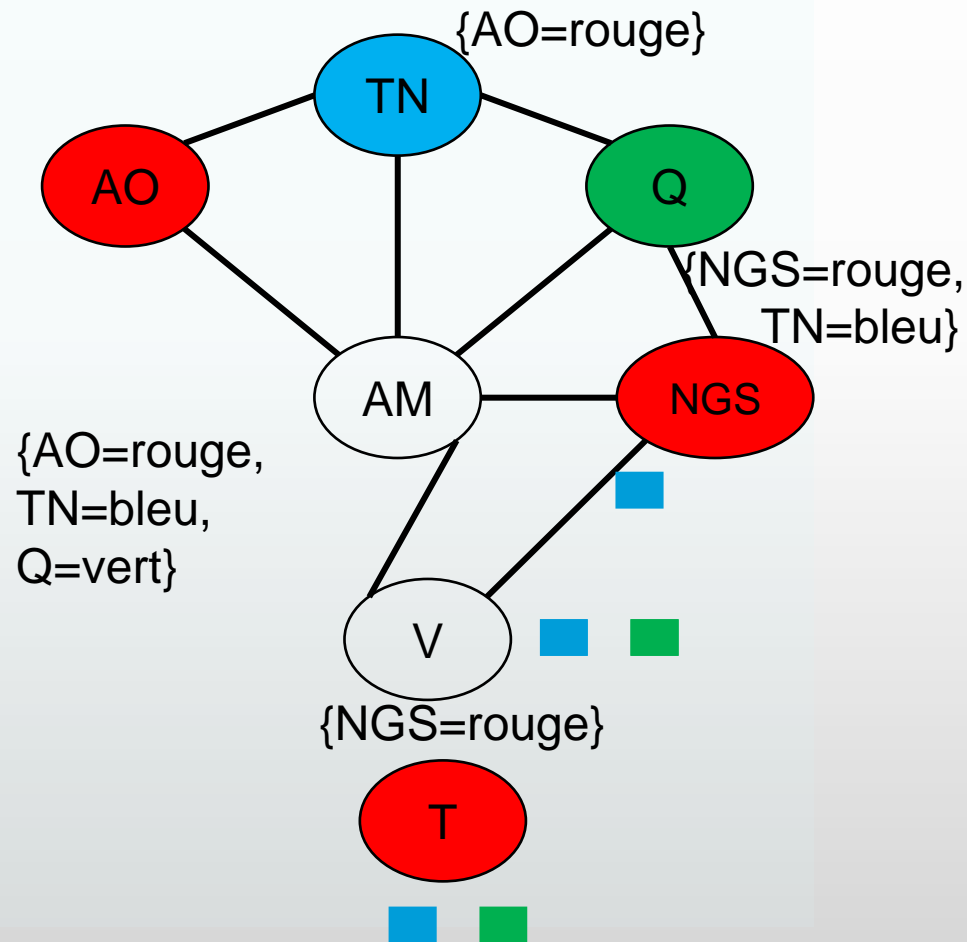 {AO=rouge}
TN
AO
Q
{NGS=rouge,
TN=bleu}
AM
NGS
{AO=rouge,
TN=bleu,
Q=vert}
V
{NGS=rouge}
T